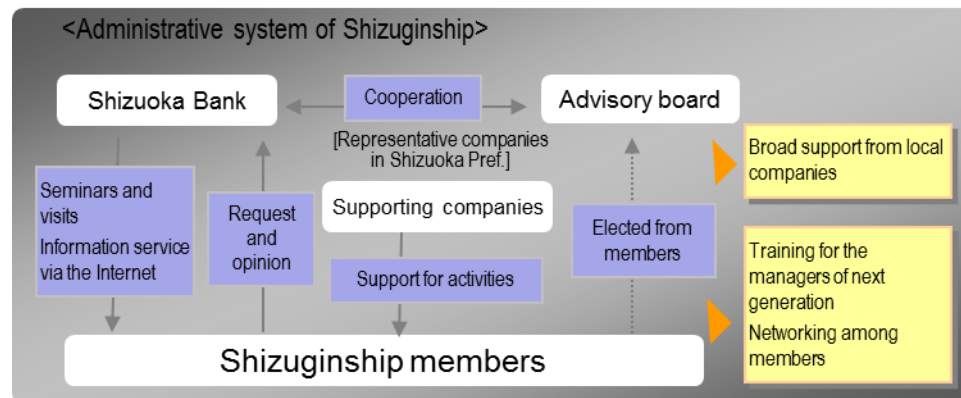 <Administrative system of Shizuginship>
Shizuoka Bank
Cooperation
Advisory board
[Representative companies
in Shizuoka Pref.]
Broad support from local
companies
Seminars and
visits
Information service
via the Internet
Request
and
opinion
Supporting companies
Elected from
members
Support for activities
Training for the
managers of next
generation
Networking among
members
Shizuginship members